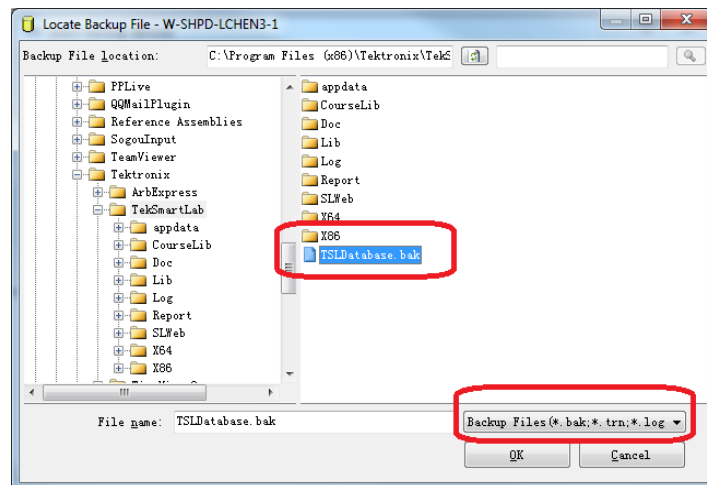 Locate Backup File - W-SHPD-LCHEN3-1
Backup File location:
C:\Program Files (x86)\Tektronix\TekS
PPLive
QQMailPlugin
Reference Assemblies
SogouInput
TeamViewer
Tektronix
ArbExpress
TekSmartLab
appdata
CourseLib
Doc
Lib
Log
Report
SLWeb
X64
X86
appdata
CourseLib
Doc
Lib
Log
Report
SLWeb
X64
X86
TSLDatabase.bak
File name: TSLDatabase.bak
Backup Files(*.bak;*.trn;*.log
OK Cancel